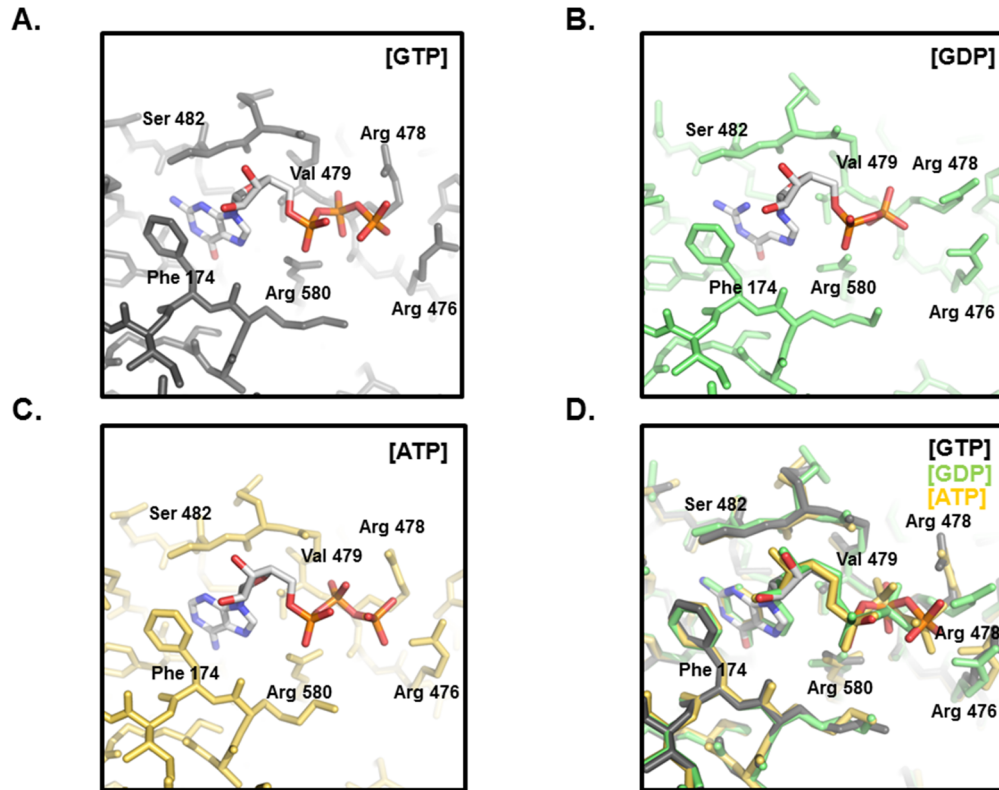 A.
[GTP]
Ser 482
Arg 478
Val 479
Phe 174
Arg 580
Arg 476
B.
[GDP]
Ser 482
Val 479
Arg 478
Phe 174
Arg 580
Arg 476
C.
[ATP]
Ser 482
Arg 478
Val 479
Phe 174
Arg 580
Arg 476
D.
[GTP]
[GDP]
[ATP]
Ser 482
Arg 478
Val 479
Arg 478
Phe 174
Arg 580
Arg 476